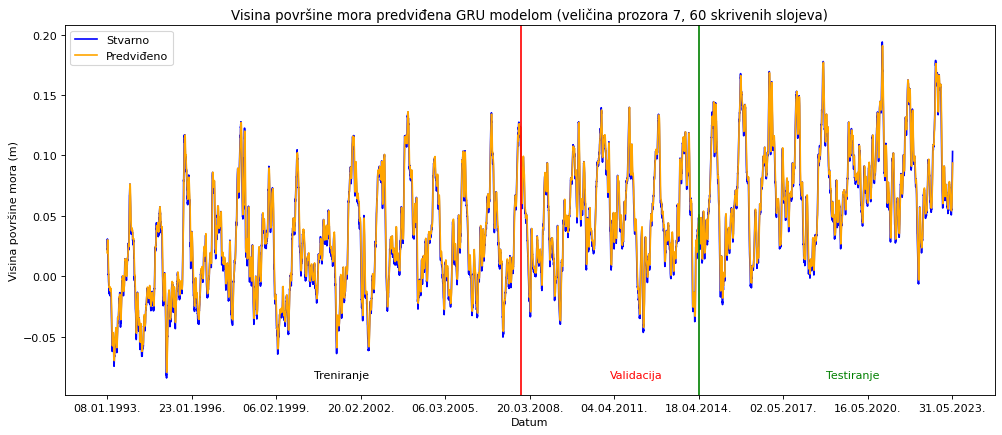 Visina površine mora predviđena GRU modelom (veličina prozora 7, 60 skrivenih slojeva)
Stvarno
Predviđeno
0.20
0.15
0.10
0.05
0.00
−0.05
Visina površine mora (m)
Treniranje
Validacija
Testiranje
08.01.1993.
23.01.1996.
06.02.1999.
20.02.2002.
06.03.2005.
20.03.2008.
04.04.2011.
18.04.2014.
02.05.2017.
16.05.2020.
31.05.2023.
Datum